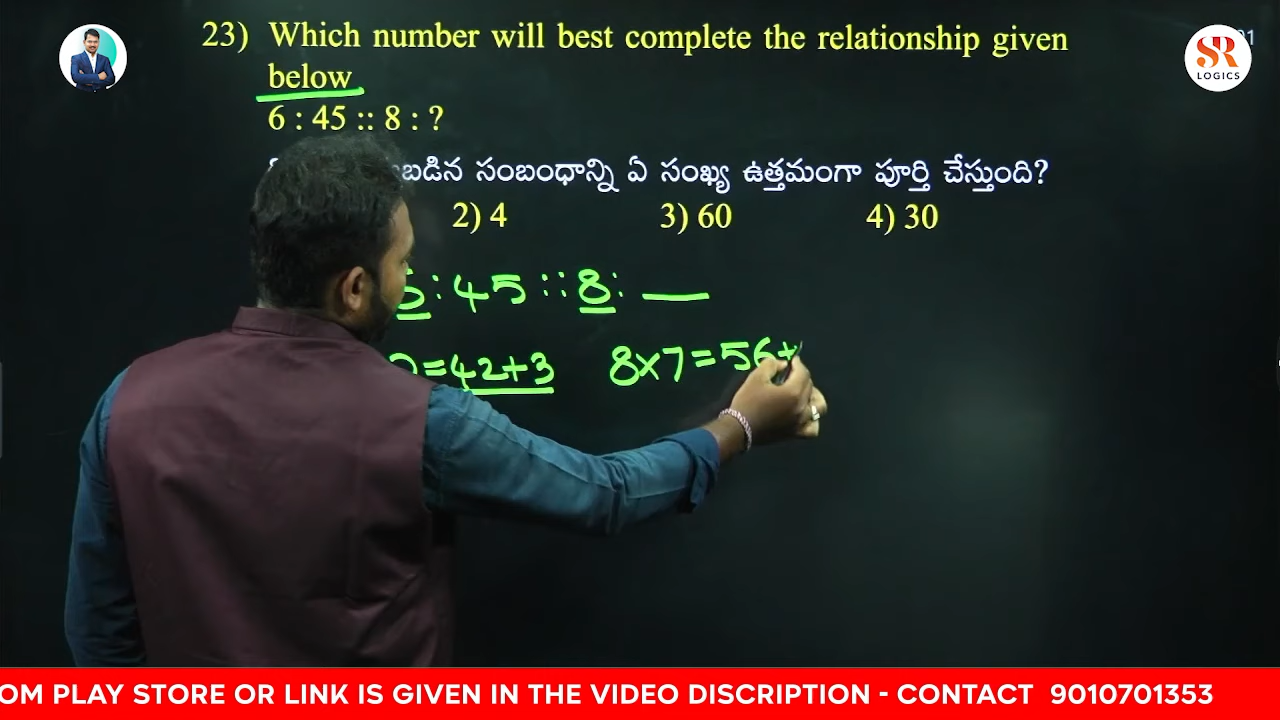 23) Which number will best complete the relationship given
below
6 : 45 :: 8 : ?
సంబంధాన్ని ఏ సంఖ్య ఉత్తమంగా పూర్తి చేస్తుంది?
2) 4 3) 60 4) 30
: 45 :: 8 :
= 42+3 8×7=56+
SR
LOGICS
OM PLAY STORE OR LINK IS GIVEN IN THE VIDEO DISCRIPTION - CONTACT 9010701353